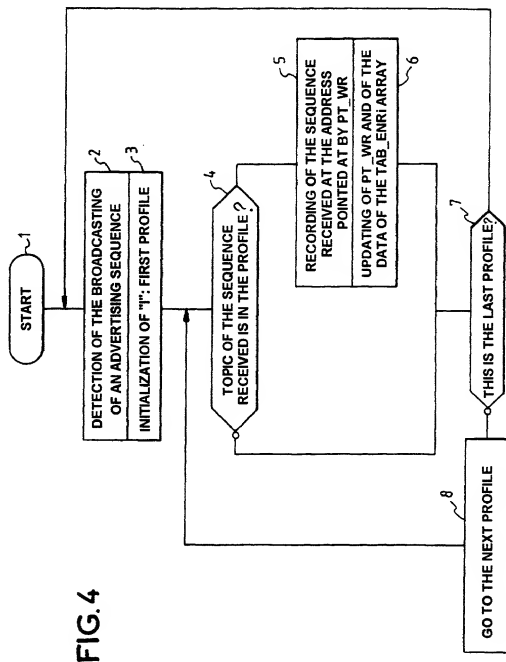 FIG.4
START
1
DETECTION OF THE BROADCASTING
OF AN ADVERTISING SEQUENCE
2
INITIALIZATION OF "I": FIRST PROFILE
3
TOPIC OF THE SEQUENCE
RECEIVED IS IN THE PROFILE?
4
RECORDING OF THE SEQUENCE
RECEIVED AT THE ADDRESS
POINTED AT BY PT_WR
5
UPDATING OF PT_WR AND OF THE
DATA OF THE TAB_ENRi ARRAY
6
THIS IS THE LAST PROFILE?
7
GO TO THE NEXT PROFILE
8